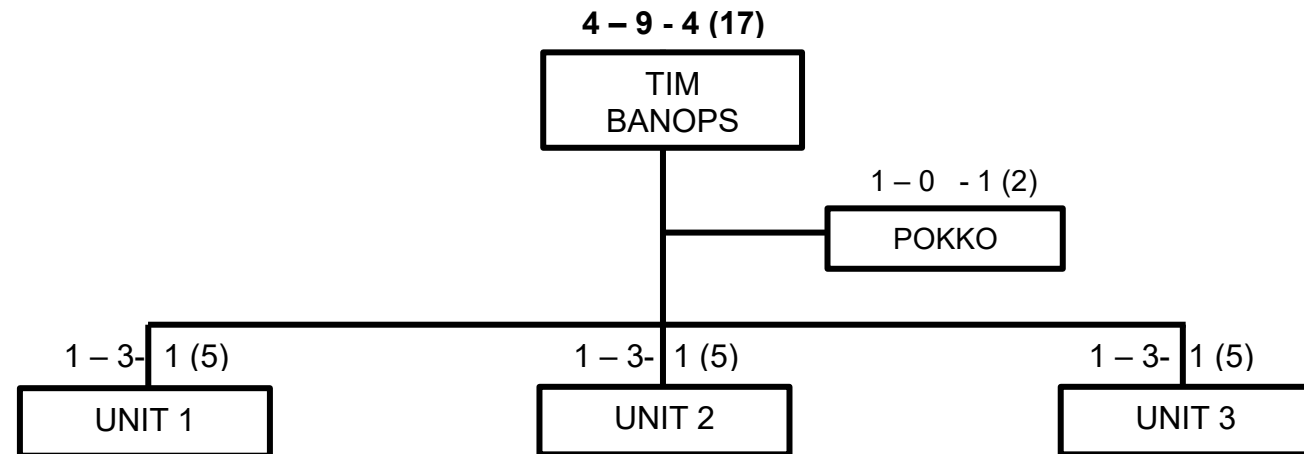 4 – 9 - 4 (17)
TIM
BANOPS
1 – 0 - 1 (2)
POKKO
1 – 3- 1 (5)
1 – 3- 1 (5)
1 – 3- 1 (5)
UNIT 1
UNIT 2
UNIT 3